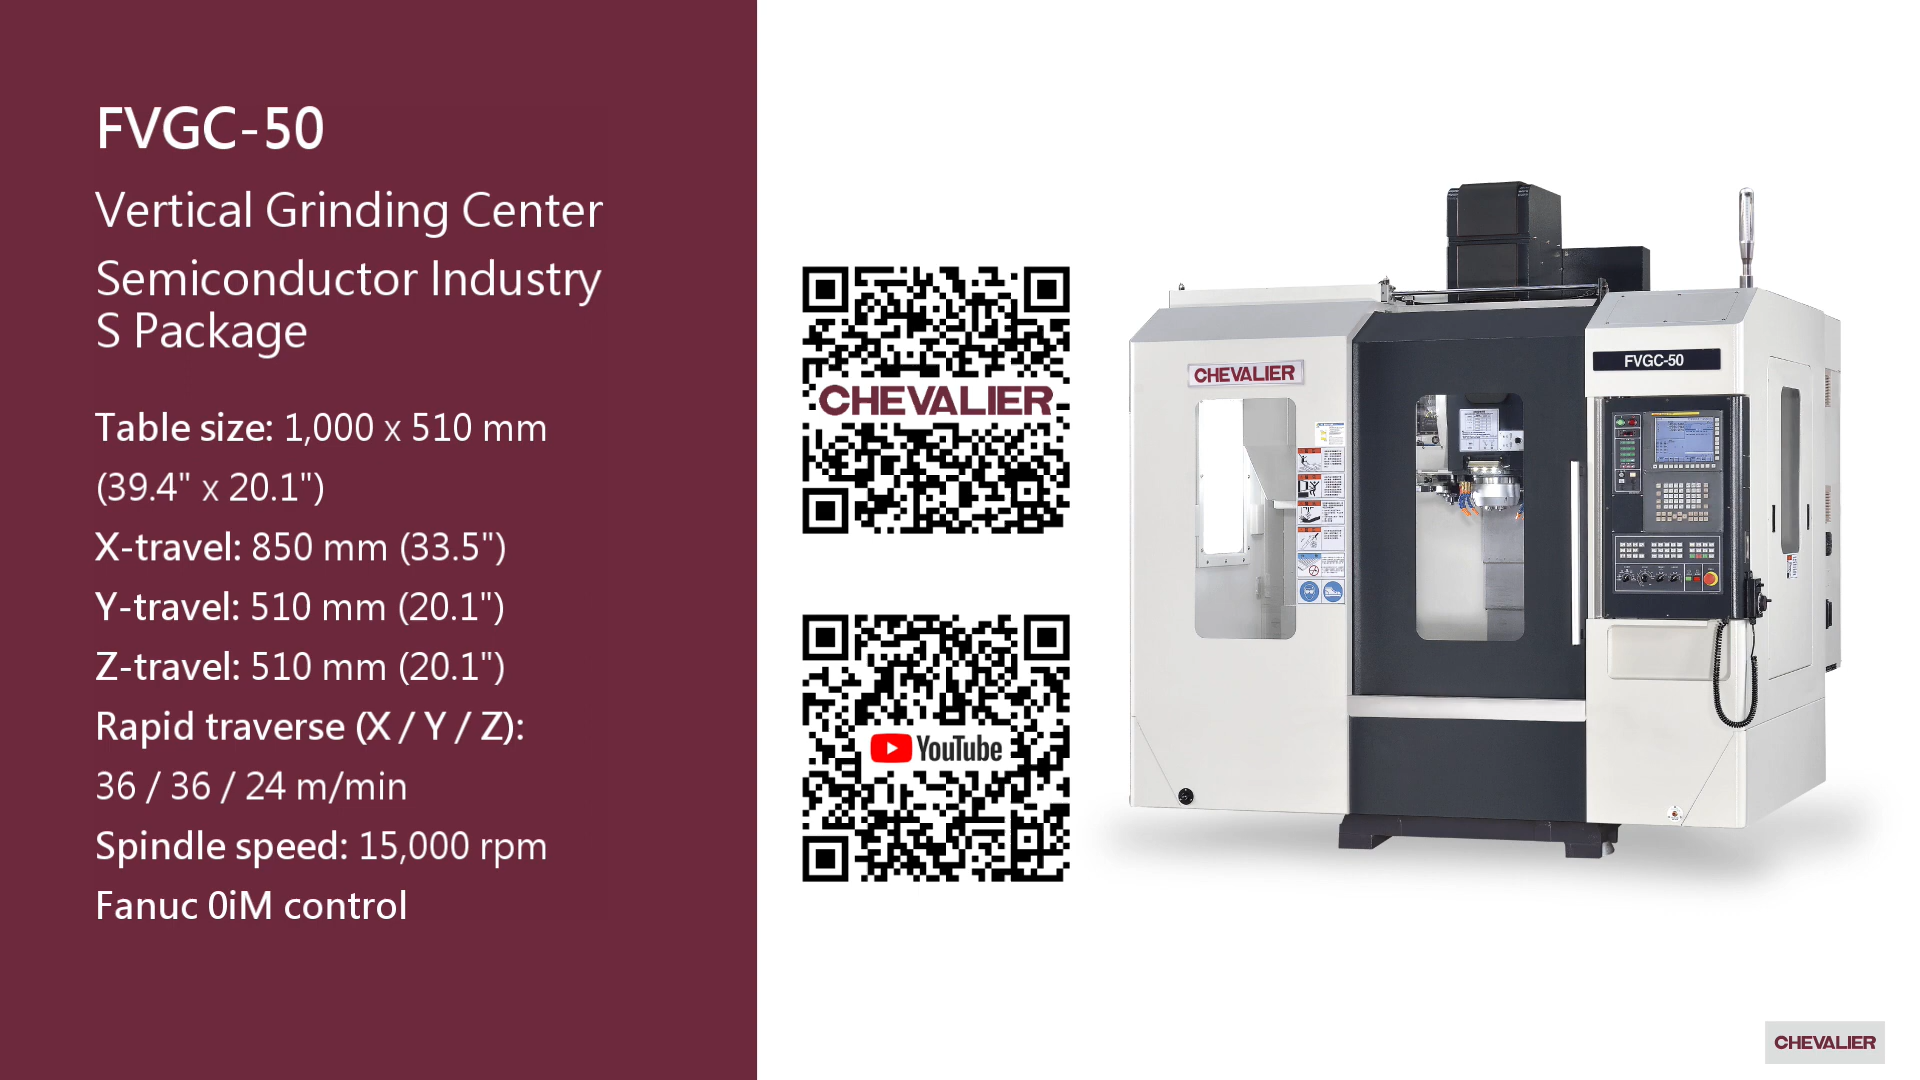 FVGC-50
Vertical Grinding Center
Semiconductor Industry
S Package
Table size: 1,000 x 510 mm
(39.4" x 20.1")
X-travel: 850 mm (33.5")
Y-travel: 510 mm (20.1")
Z-travel: 510 mm (20.1")
Rapid traverse (X / Y / Z):
36 / 36 / 24 m/min
Spindle speed: 15,000 rpm
Fanuc 0iM control
CHEVALIER
YouTube
CHEVALIER
FVGC-50
CHEVALIER